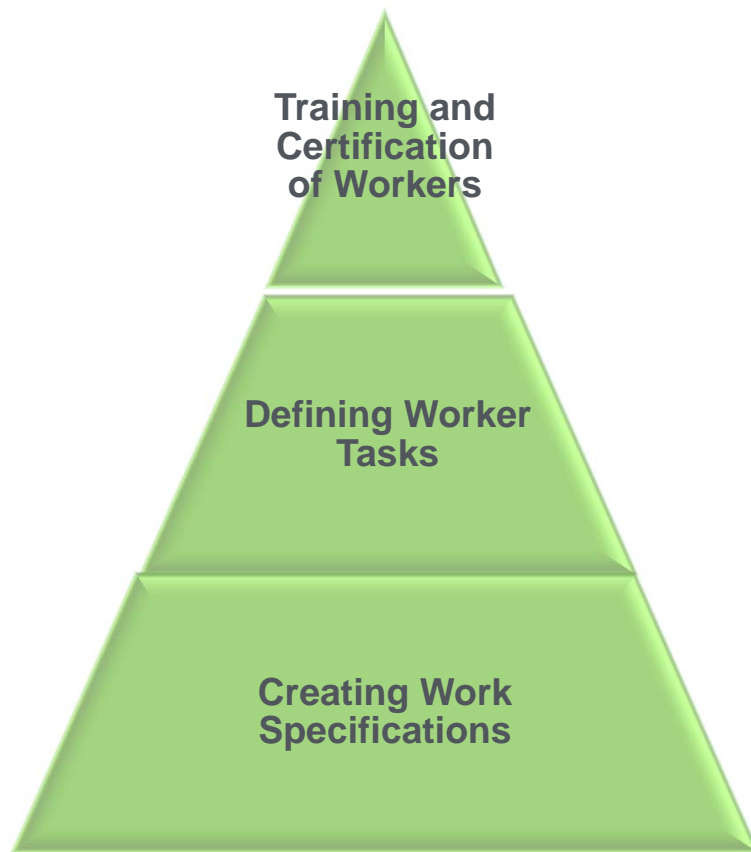 Training and
Certification
of Workers
Defining Worker
Tasks
Creating Work
Specifications